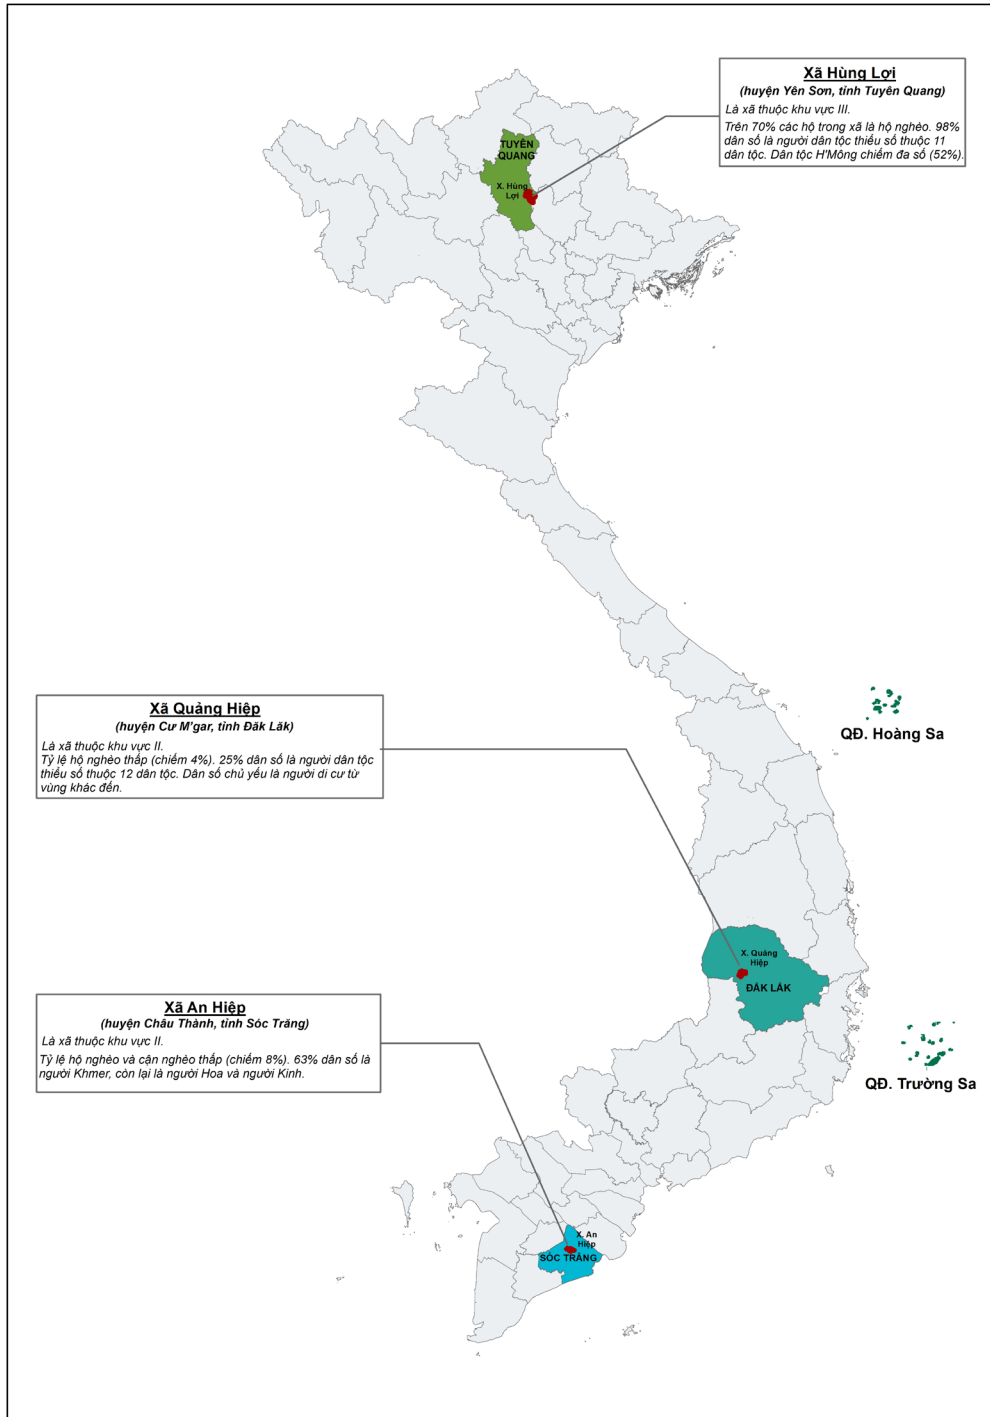 Xã Hùng Lợi
(huyện Yên Sơn, tỉnh Tuyên Quang)
Là xã thuộc khu vực III.
Trên 70% các hộ trong xã là hộ nghèo. 98%
dân số là người dân tộc thiểu số thuộc 11
dân tộc. Dân tộc H'Mông chiếm đa số (52%).
TUYÊN
QUANG
X. Hùng
Lợi
Xã Quảng Hiệp
(huyện Cư M'gar, tỉnh Đăk Lăk)
Là xã thuộc khu vực II.
Tỷ lệ hộ nghèo thấp (chiếm 4%). 25% dân số là người dân tộc
thiểu số thuộc 12 dân tộc. Dân số chủ yếu là người di cư từ
vùng khác đến.
QĐ. Hoàng Sa
X. Quảng
Hiệp
ĐĂK LĂK
Xã An Hiệp
(huyện Châu Thành, tỉnh Sóc Trăng)
Là xã thuộc khu vực II.
Tỷ lệ hộ nghèo và cận nghèo thấp (chiếm 8%). 63% dân số là
người Khmer, còn lại là người Hoa và người Kinh.
QĐ. Trường Sa
X. An
Hiệp
SÓC TRĂNG